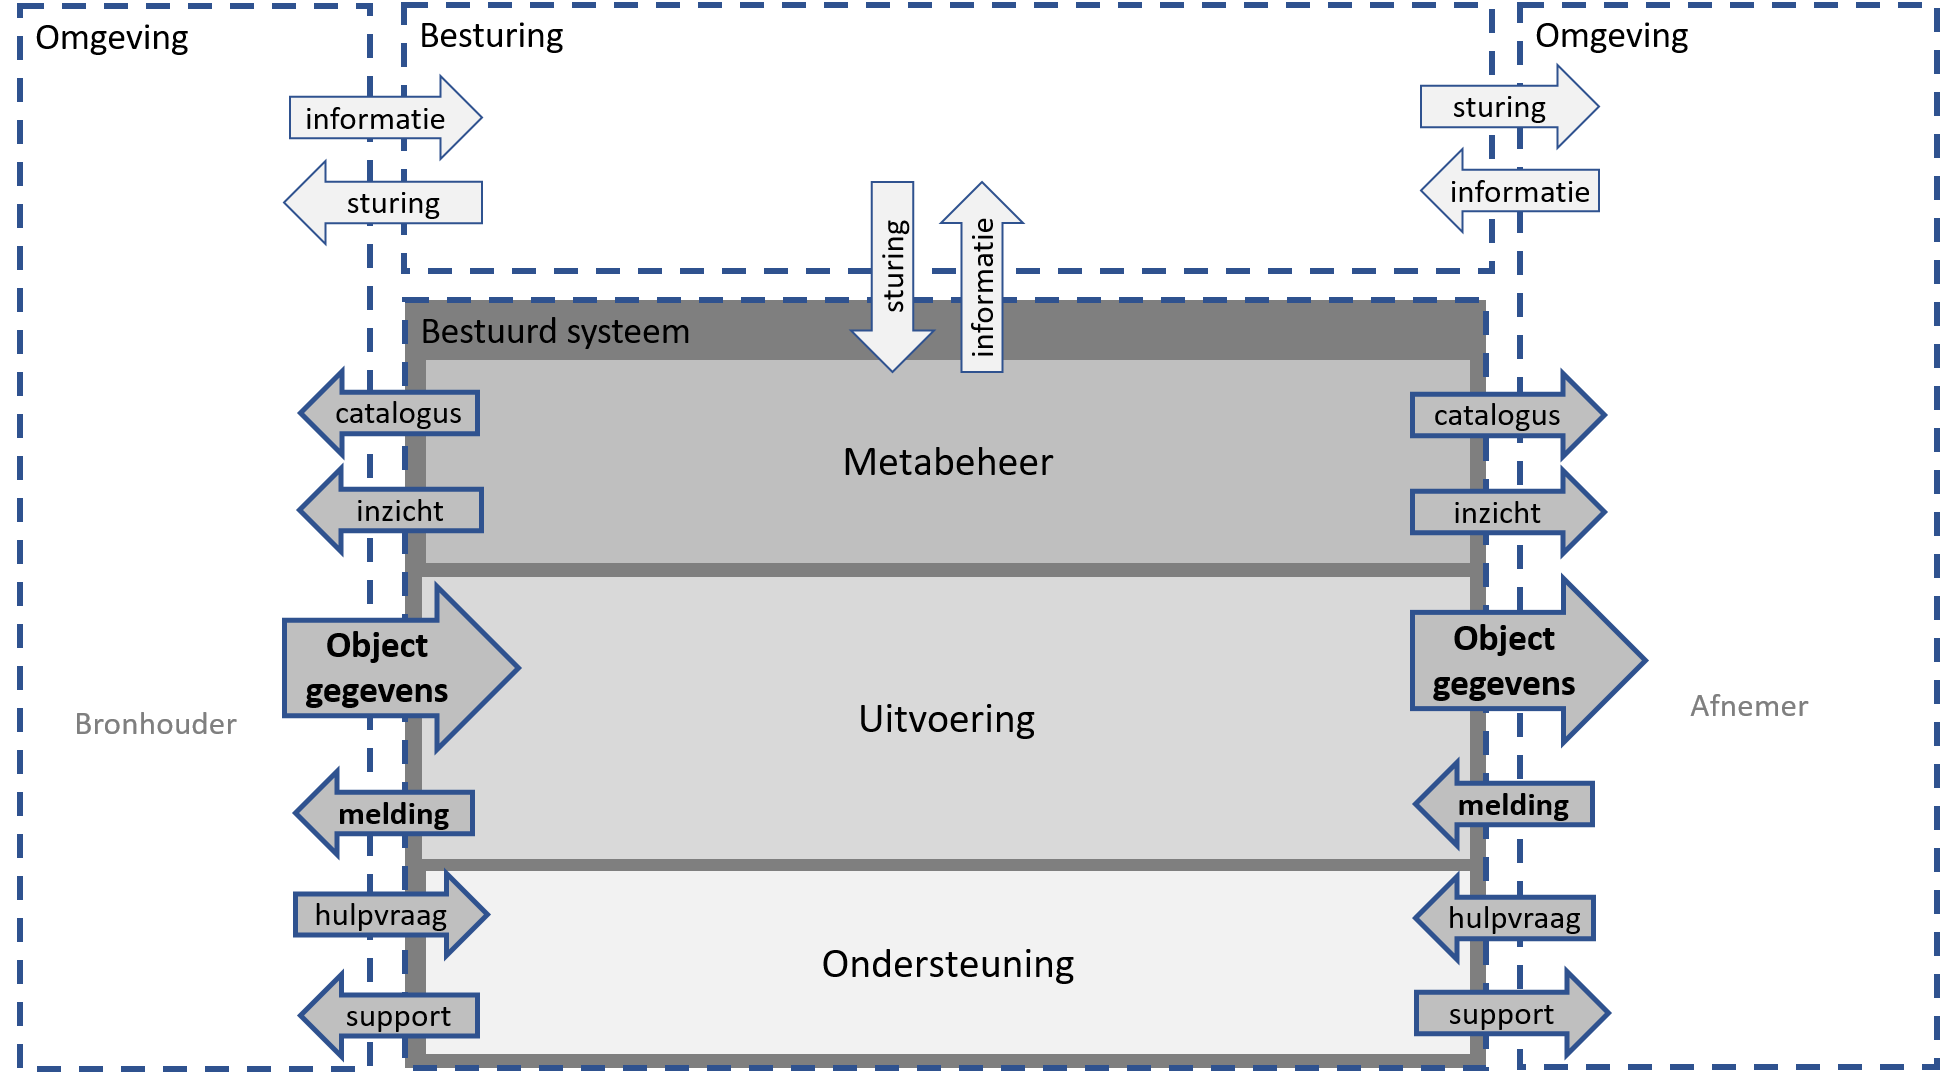 Omgeving
Besturing
Omgeving
informatie
sturing
sturing
informatie
sturing
informatie
Bestuurd systeem
catalogus
Metabeheer
catalogus
inzicht
inzicht
Object
gegevens
Object
gegevens
Bronhouder
Uitvoering
Afnemer
melding
melding
hulpvraag
hulpvraag
Ondersteuning
support
support